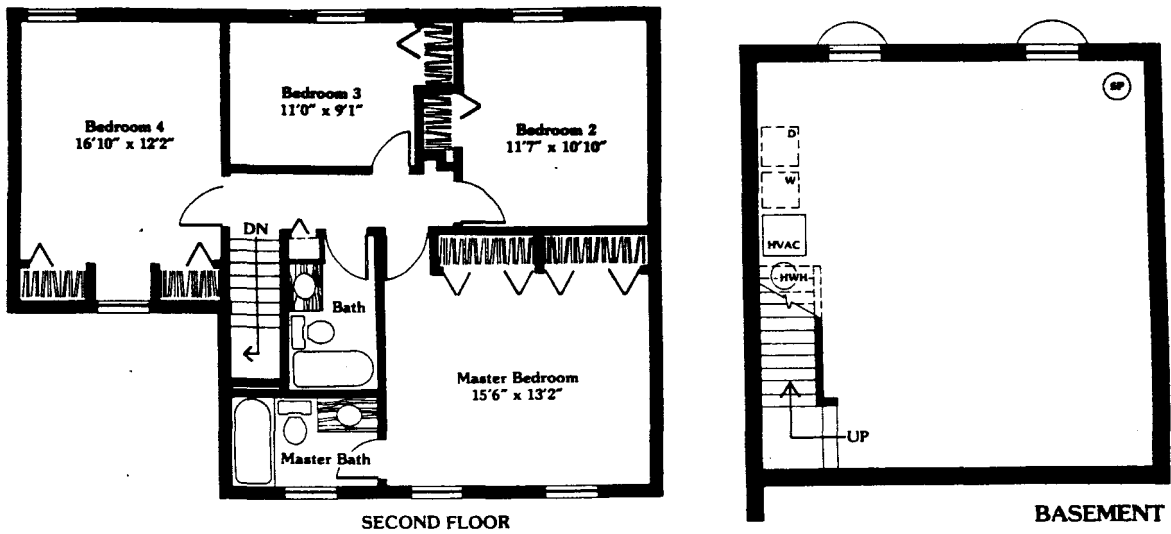 Bedroom 4
16'10" x 12'2"
Bedroom 3
11'0" x 9'1"
Bedroom 2
11'7" x 10'10"
DN
Bath
Master Bedroom
15'6" x 13'2"
Master Bath
SECOND FLOOR
SP
D
W
HVAC
HWH
UP
BASEMENT